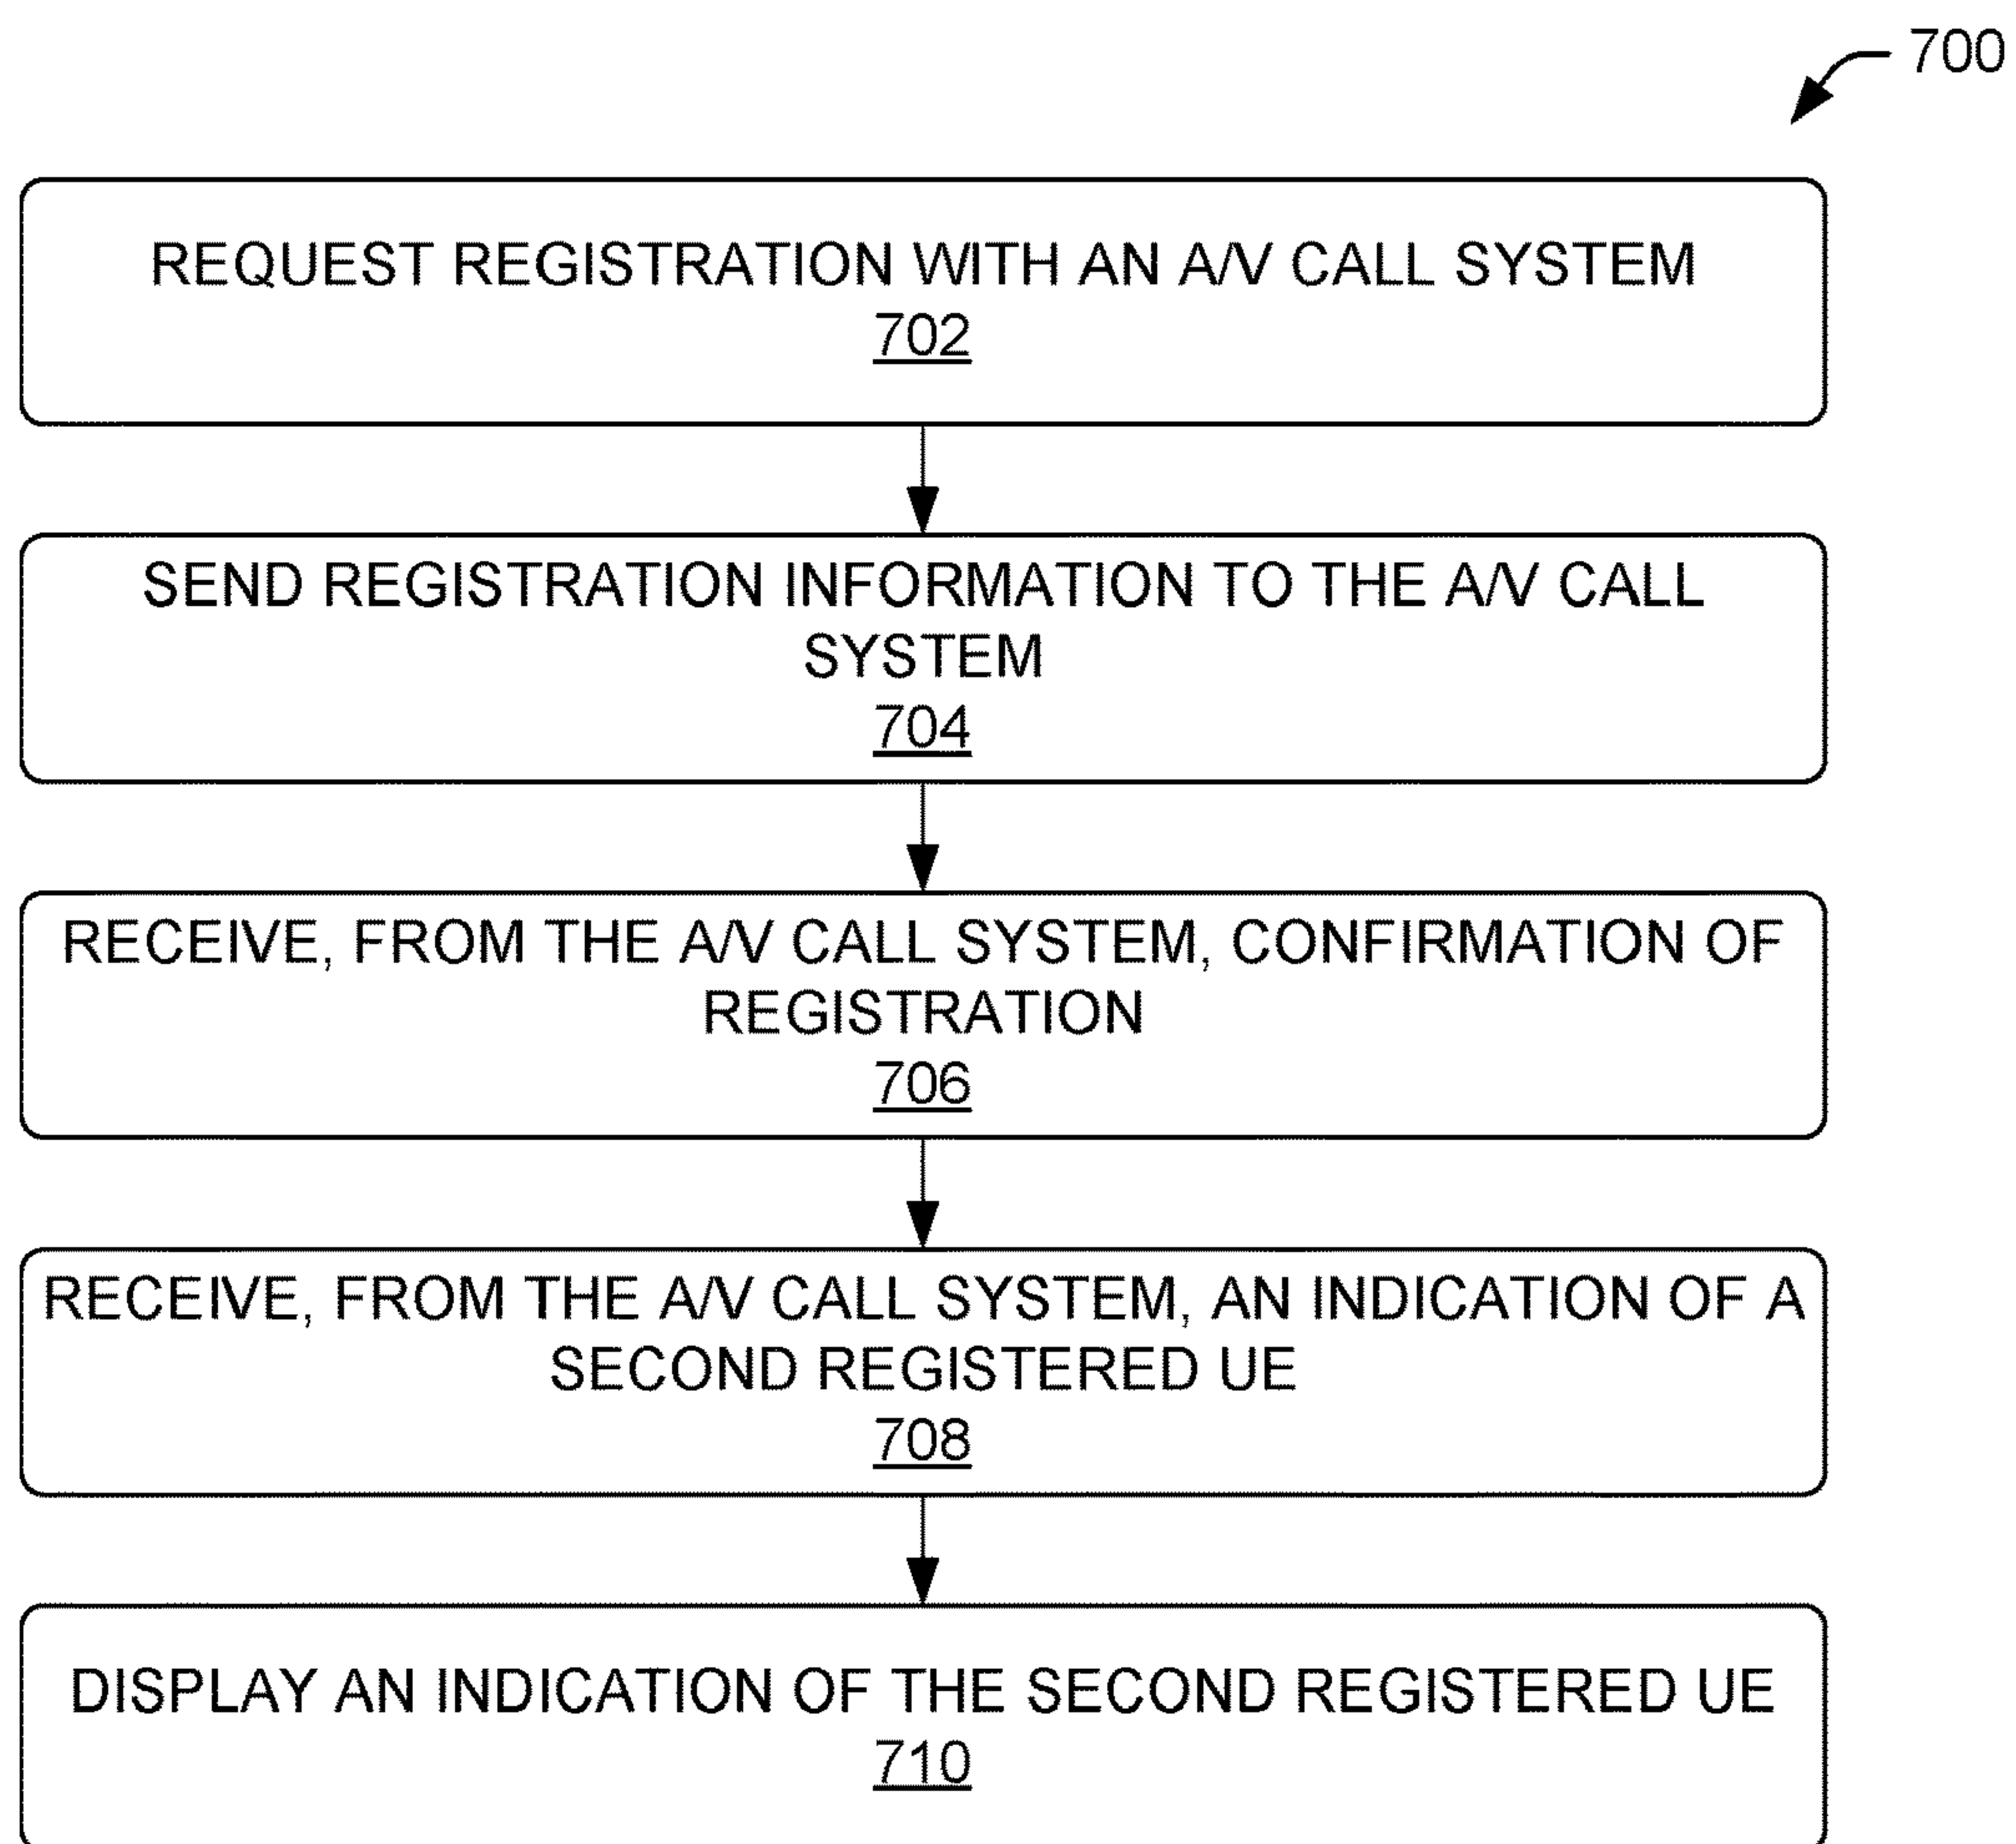 700
REQUEST REGISTRATION WITH AN A/V CALL SYSTEM
702
SEND REGISTRATION INFORMATION TO THE A/V CALL
SYSTEM
704
RECEIVE, FROM THE A/V CALL SYSTEM, CONFIRMATION OF
REGISTRATION
706
RECEIVE, FROM THE A/V CALL SYSTEM, AN INDICATION OF A
SECOND REGISTERED UE
708
DISPLAY AN INDICATION OF THE SECOND REGISTERED UE
710